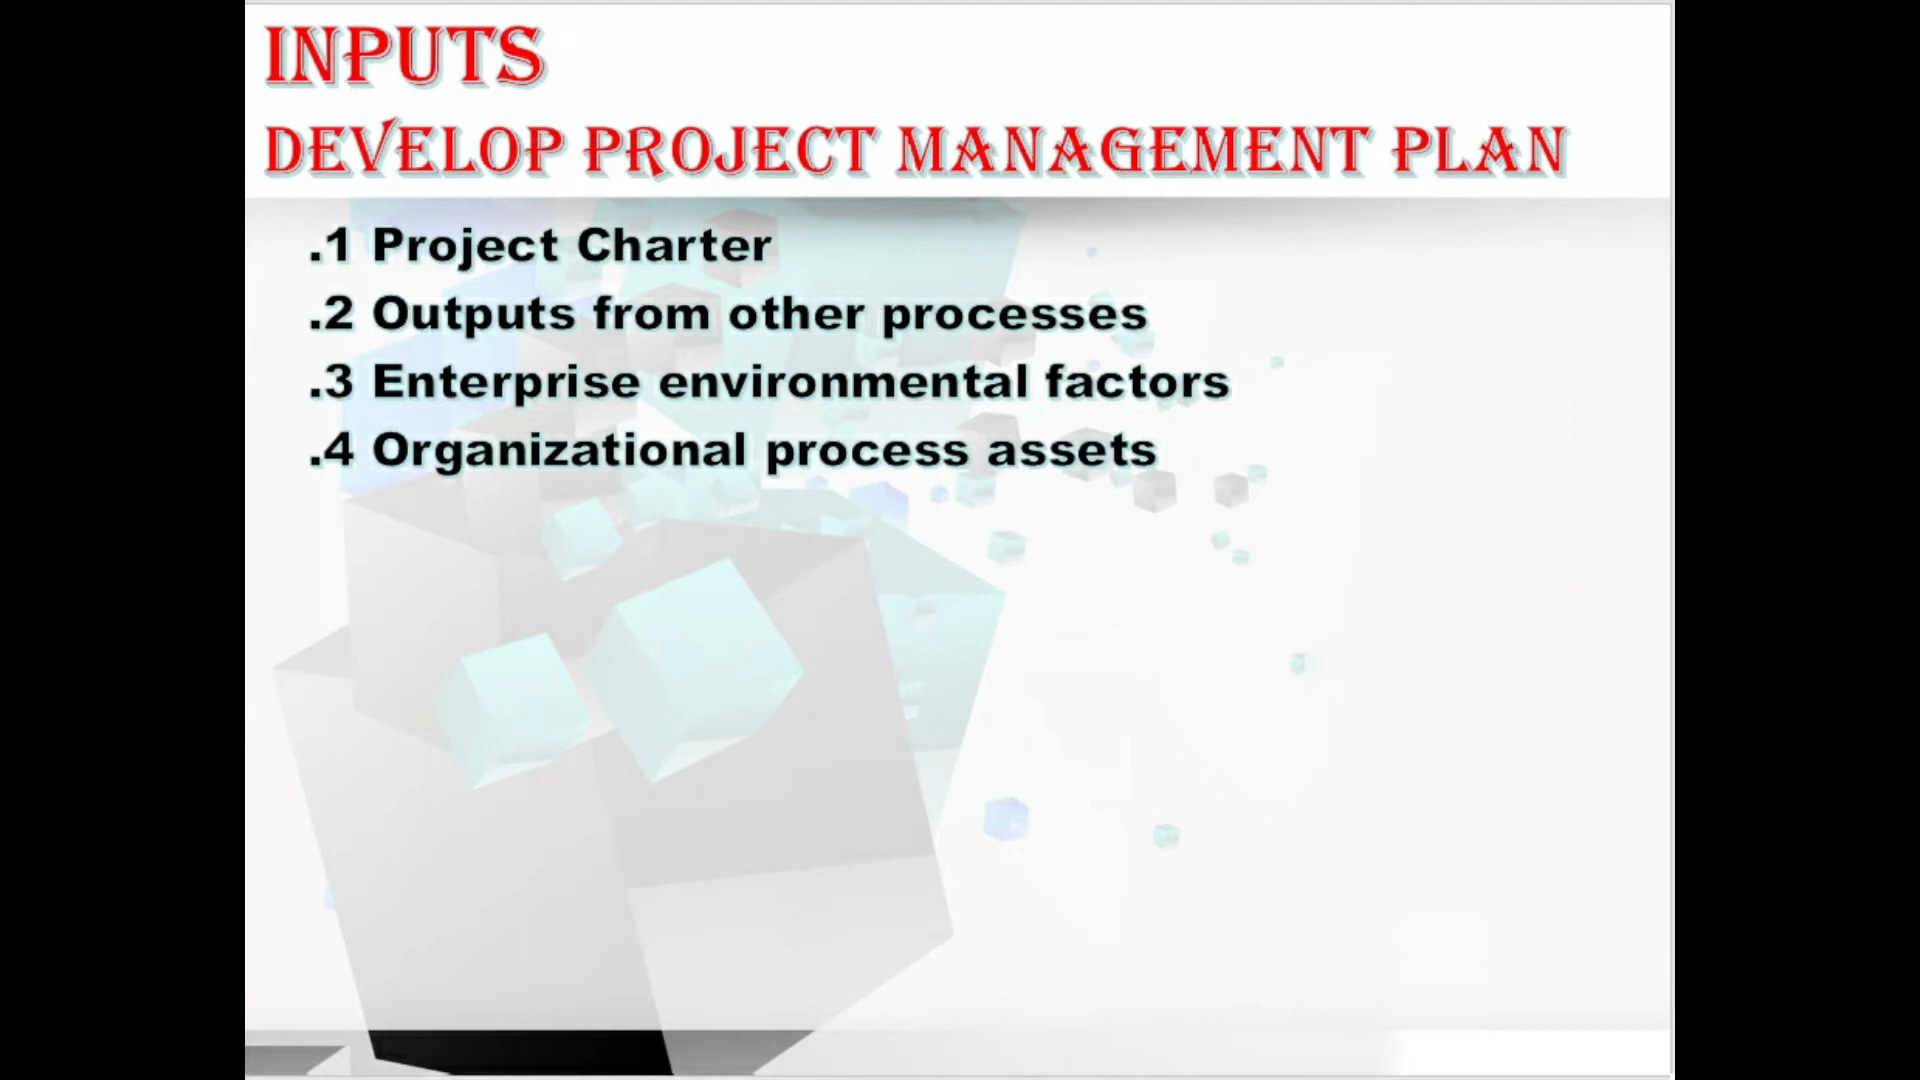 INPUTS
DEVELOP PROJECT MANAGEMENT PLAN
.1 Project Charter
.2 Outputs from other processes
.3 Enterprise environmental factors
.4 Organizational process assets